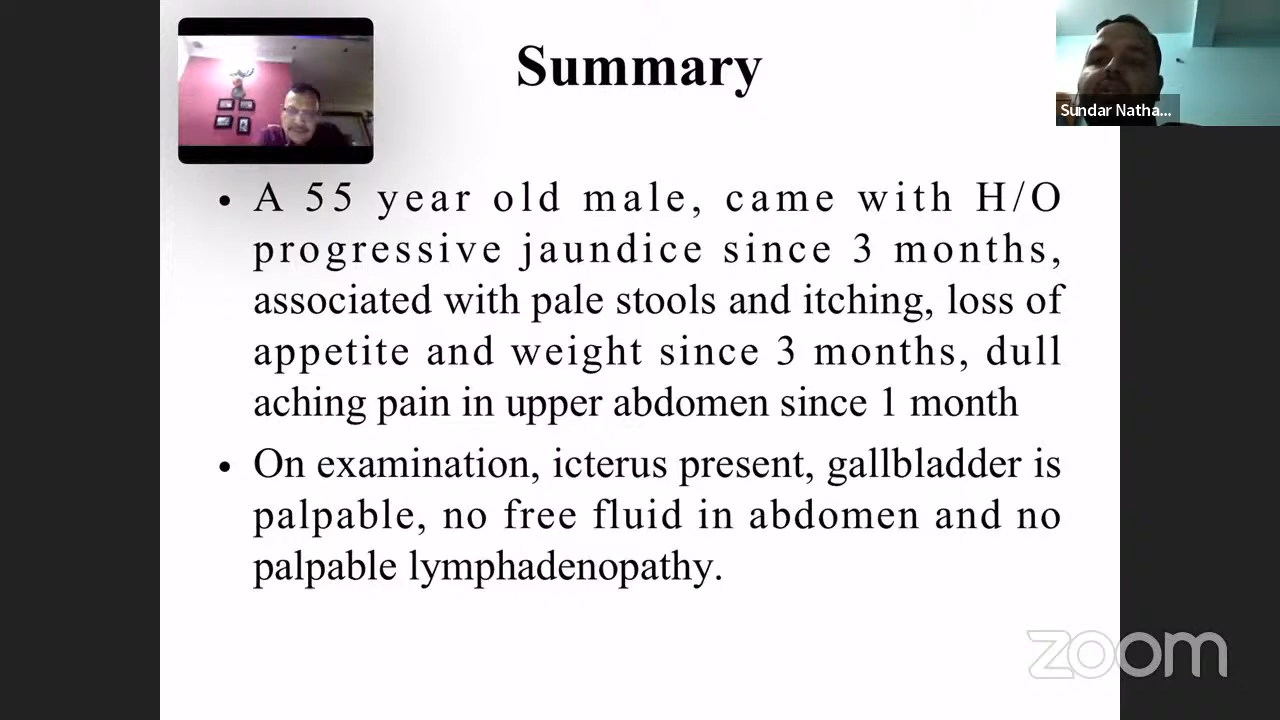 Summary
Sundar Natha...
• A 55 year old male, came with H/O
progressive jaundice since 3 months,
associated with pale stools and itching, loss of
appetite and weight since 3 months, dull
aching pain in upper abdomen since 1 month
• On examination, icterus present, gallbladder is
palpable, no free fluid in abdomen and no
palpable lymphadenopathy.
zoom